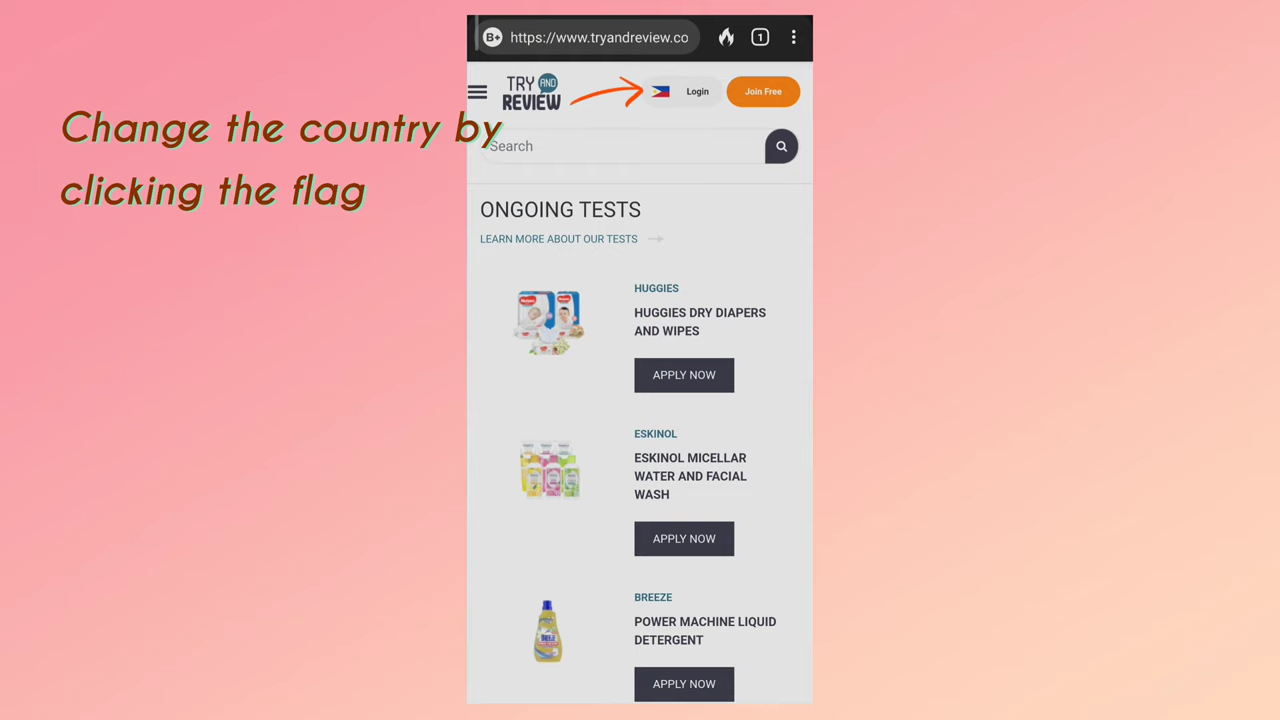 B+ https://www.tryandreview.co 1
TRY AND REVIEW
Login
Join Free
Change the country by
clicking the flag
Search
ONGOING TESTS
LEARN MORE ABOUT OUR TESTS
HUGGIES
HUGGIES DRY DIAPERS
AND WIPES
APPLY NOW
ESKINOL
ESKINOL MICELLAR
WATER AND FACIAL
WASH
APPLY NOW
BREEZE
POWER MACHINE LIQUID
DETERGENT
APPLY NOW